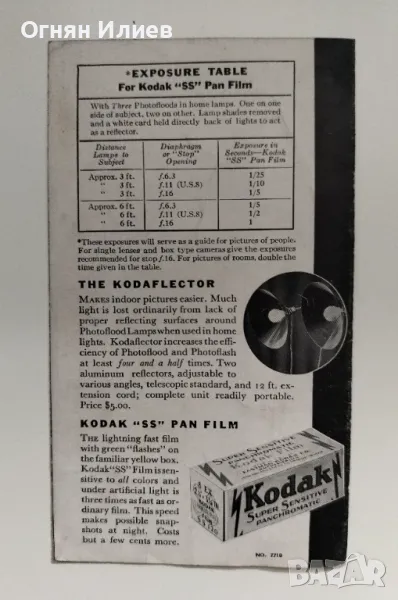 Огнян Илиев
*EXPOSURE TABLE
For Kodak "SS" Pan Film
With Three Photofloods in home lamps. One on one
side of subject, two on other. Lamp shades removed
and a white card held directly back of lights to act
as a reflector.
Distance Lamps to Subject | Diaphragm or "Stop" Opening | Exposure in Seconds—Kodak "SS" Pan Film
Approx. 3 ft. f.6.3 1/25
" 3 ft. f.11 (U.S.8) 1/10
" 3 ft. f.16 1/5
Approx. 6 ft. f.6.3 1/5
" 6 ft. f.11 (U.S.8) 1/2
" 6 ft. f.16 1
*These exposures will serve as a guide for pictures of people.
For single lenses and box type cameras give the exposures
recommended for stop f.16. For pictures of rooms, double the
time given in the table.
THE KODAFLECTOR
MAKES indoor pictures easier. Much
light is lost ordinarily from lack of
proper reflecting surfaces around
Photoflood Lamps when used in home
lights. Kodaflector increases the effi-
ciency of Photoflood and Photoflash
at least four and a half times. Two
aluminum reflectors, adjustable to
various angles, telescopic standard, and 12 ft. ex-
tension cord; complete unit readily portable.
Price $5.00.
KODAK "SS" PAN FILM
THE lightning fast film
with green "flashes" on
the familiar yellow box.
Kodak "SS" Film is sen-
sitive to all colors and
under artificial light is
three times as fast as or-
dinary film. This speed
makes possible snap-
shots at night. Costs
but a few cents more.
SUPER SENSITIVE
PANCHROMATIC
Kodak Film
Kodak
SUPER SENSITIVE
PANCHROMATIC
BAZAR